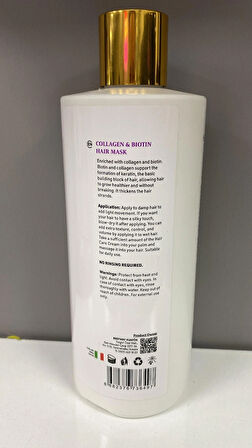 COLLAGEN & BIOTIN
HAIR MASK
Enriched with collagen and biotin.
Biotin and collagen support the
formation of keratin, the basic
building block of hair, allowing hair
to grow healthier and without
breaking. It thickens the hair
strands.
Application: Apply to damp hair to
add light movement. If you want
your hair to have a silky touch,
blow-dry it after applying. You can
add extra texture, control, and
volume by applying it to wet hair.
Take a sufficient amount of the Hair
Care Cream into your palm and
massage it into your hair. Suitable
for daily use.
NO RINSING REQUIRED.
Warnings: Protect from heat and
light. Avoid contact with eyes. In
case of contact with eyes, rinse
thoroughly with water. Keep out of
reach of children. For external use
only.
Product Owner